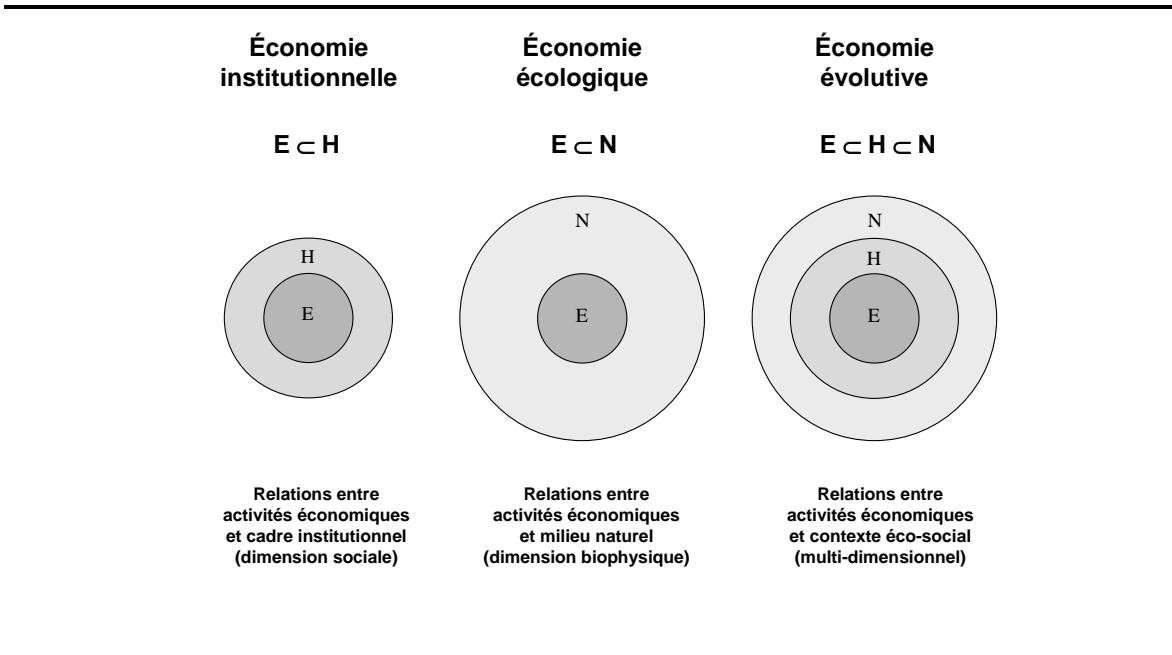 Économie
institutionnelle
Économie
écologique
Économie
évolutive
E ⊂ H
E ⊂ N
E ⊂ H ⊂ N
H
E
N
E
N
H
E
Relations entre
activités économiques
et cadre institutionnel
(dimension sociale)
Relations entre
activités économiques
et milieu naturel
(dimension biophysique)
Relations entre
activités économiques
et contexte éco-social
(multi-dimensionnel)